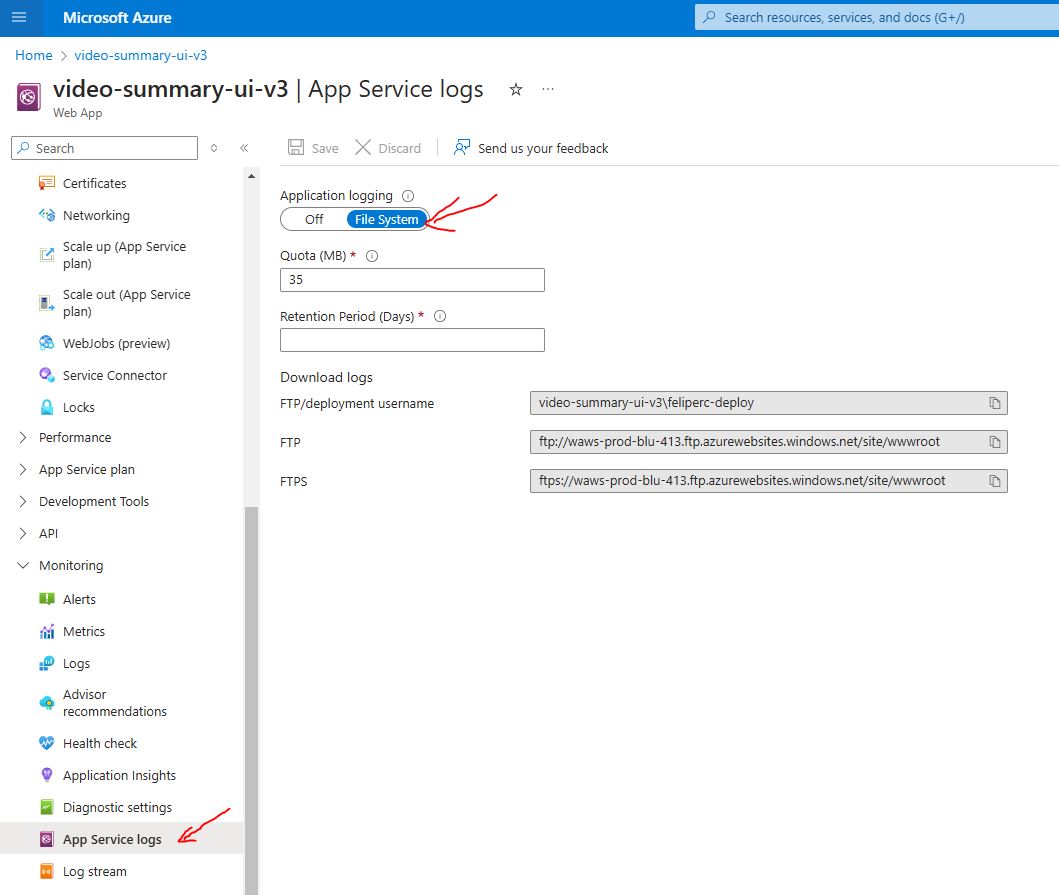 Microsoft Azure
Search resources, services, and docs (G+/)
Home > video-summary-ui-v3
video-summary-ui-v3 | App Service logs
Web App
Search
Save
Discard
Send us your feedback
Certificates
Networking
Scale up (App Service
plan)
Scale out (App Service
plan)
WebJobs (preview)
Service Connector
Locks
Performance
App Service plan
Development Tools
API
Monitoring
Alerts
Metrics
Logs
Advisor
recommendations
Health check
Application Insights
Diagnostic settings
App Service logs
Log stream
Application logging
Off
File System
Quota (MB) *
35
Retention Period (Days) *
Download logs
FTP/deployment username
video-summary-ui-v3\feliperc-deploy
FTP
ftp://waws-prod-blu-413.ftp.azurewebsites.windows.net/site/wwwroot
FTPS
ftps://waws-prod-blu-413.ftp.azurewebsites.windows.net/site/wwwroot